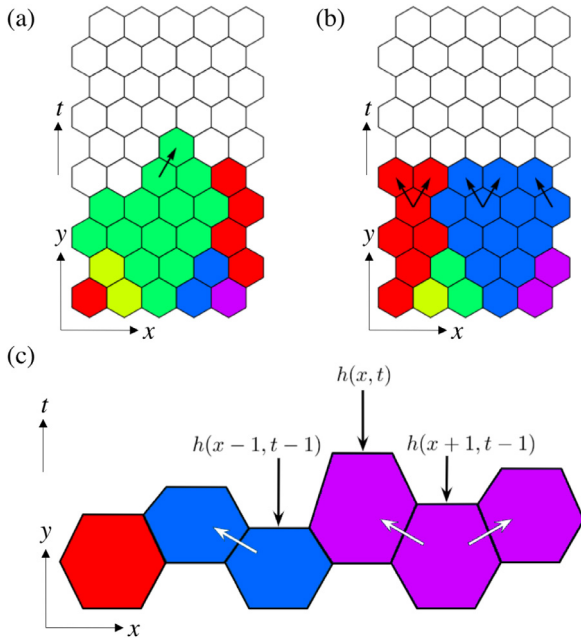 (a)
(b)
t
t
y
y
x
x
(c)
h(x, t)
t
h(x − 1, t − 1)
h(x + 1, t − 1)
y
x